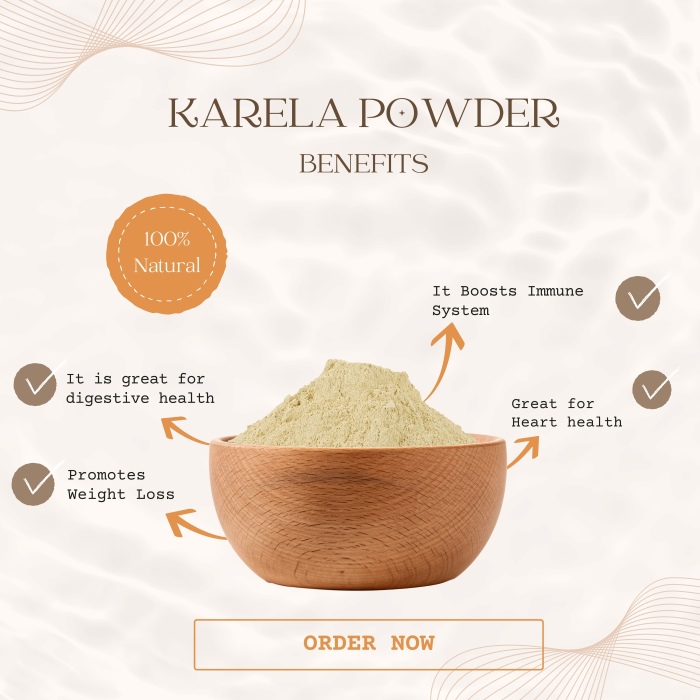 KARELA POWDER
BENEFITS
100%
Natural
It Boosts Immune
System
It is great for
digestive health
Great for
Heart health
Promotes
Weight Loss
ORDER NOW